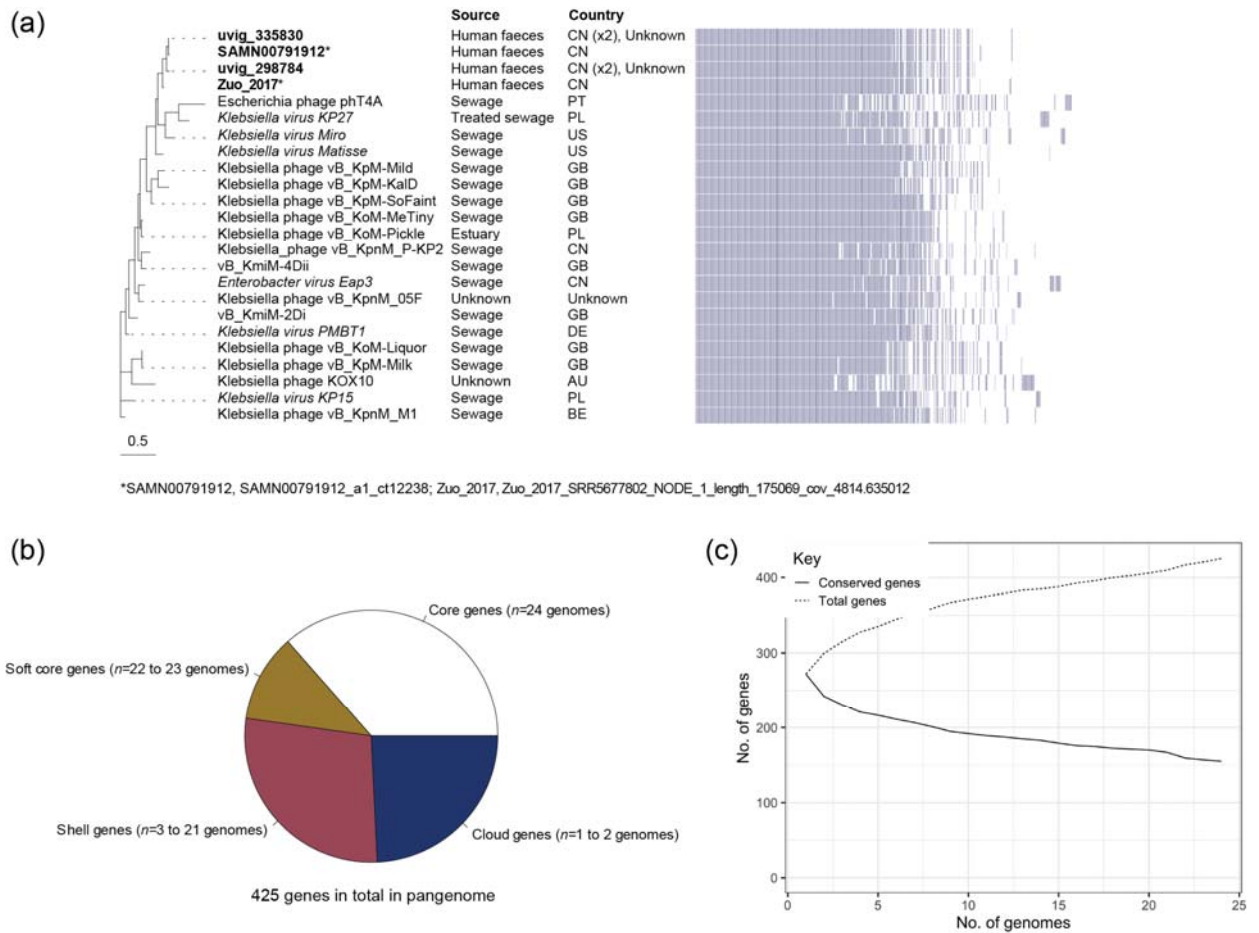 (a)
Source Country
uvig_335830 Human faeces CN (x2), Unknown
SAMN00791912* Human faeces CN
uvig_298784 Human faeces CN (x2), Unknown
Zuo_2017* Human faeces CN
Escherichia phage phT4A Sewage PT
Klebsiella virus KP27 Treated sewage PL
Klebsiella virus Miro Sewage US
Klebsiella virus Matisse Sewage US
Klebsiella phage vB_KpM-Mild Sewage GB
Klebsiella phage vB_KpM-KalD Sewage GB
Klebsiella phage vB_KpM-SoFaint Sewage GB
Klebsiella phage vB_KoM-MeTiny Sewage GB
Klebsiella phage vB_KoM-Pickle Estuary PL
Klebsiella_phage vB_KpnM_P-KP2 Sewage CN
vB_KmiM-4Dii Sewage GB
Enterobacter virus Eap3 Sewage CN
Klebsiella phage vB_KpnM_05F Unknown Unknown
vB_KmiM-2Di Sewage GB
Klebsiella virus PMBT1 Sewage DE
Klebsiella phage vB_KoM-Liquor Sewage GB
Klebsiella phage vB_KpM-Milk Sewage GB
Klebsiella phage KOX10 Unknown AU
Klebsiella virus KP15 Sewage PL
Klebsiella phage vB_KpnM_M1 Sewage BE
0.5
*SAMN00791912, SAMN00791912_a1_ct12238; Zuo_2017, Zuo_2017_SRR5677802_NODE_1_length_175069_cov_4814.635012
(b)
Core genes (n=24 genomes)
Soft core genes (n=22 to 23 genomes)
Shell genes (n=3 to 21 genomes)
Cloud genes (n=1 to 2 genomes)
425 genes in total in pangenome
(c)
Key
Conserved genes
Total genes
No. of genes
400
300
200
100
0
0 5 10 15 20 25
No. of genomes